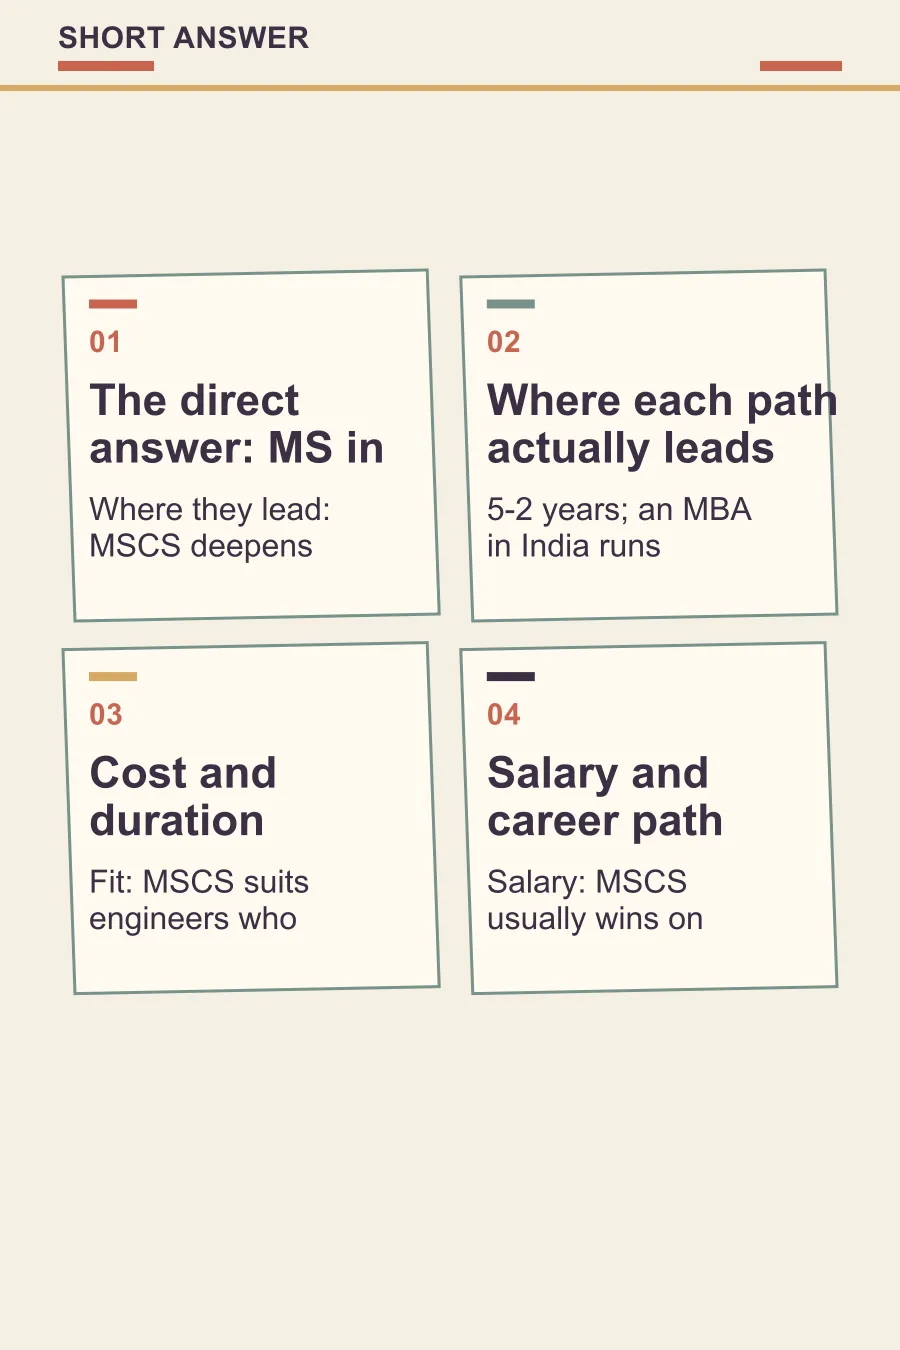 SHORT ANSWER
01
The direct
answer: MS in
Where they lead:
MSCS deepens
02
Where each path
actually leads
5-2 years; an MBA
in India runs
03
Cost and
duration
Fit: MSCS suits
engineers who
04
Salary and
career path
Salary: MSCS
usually wins on